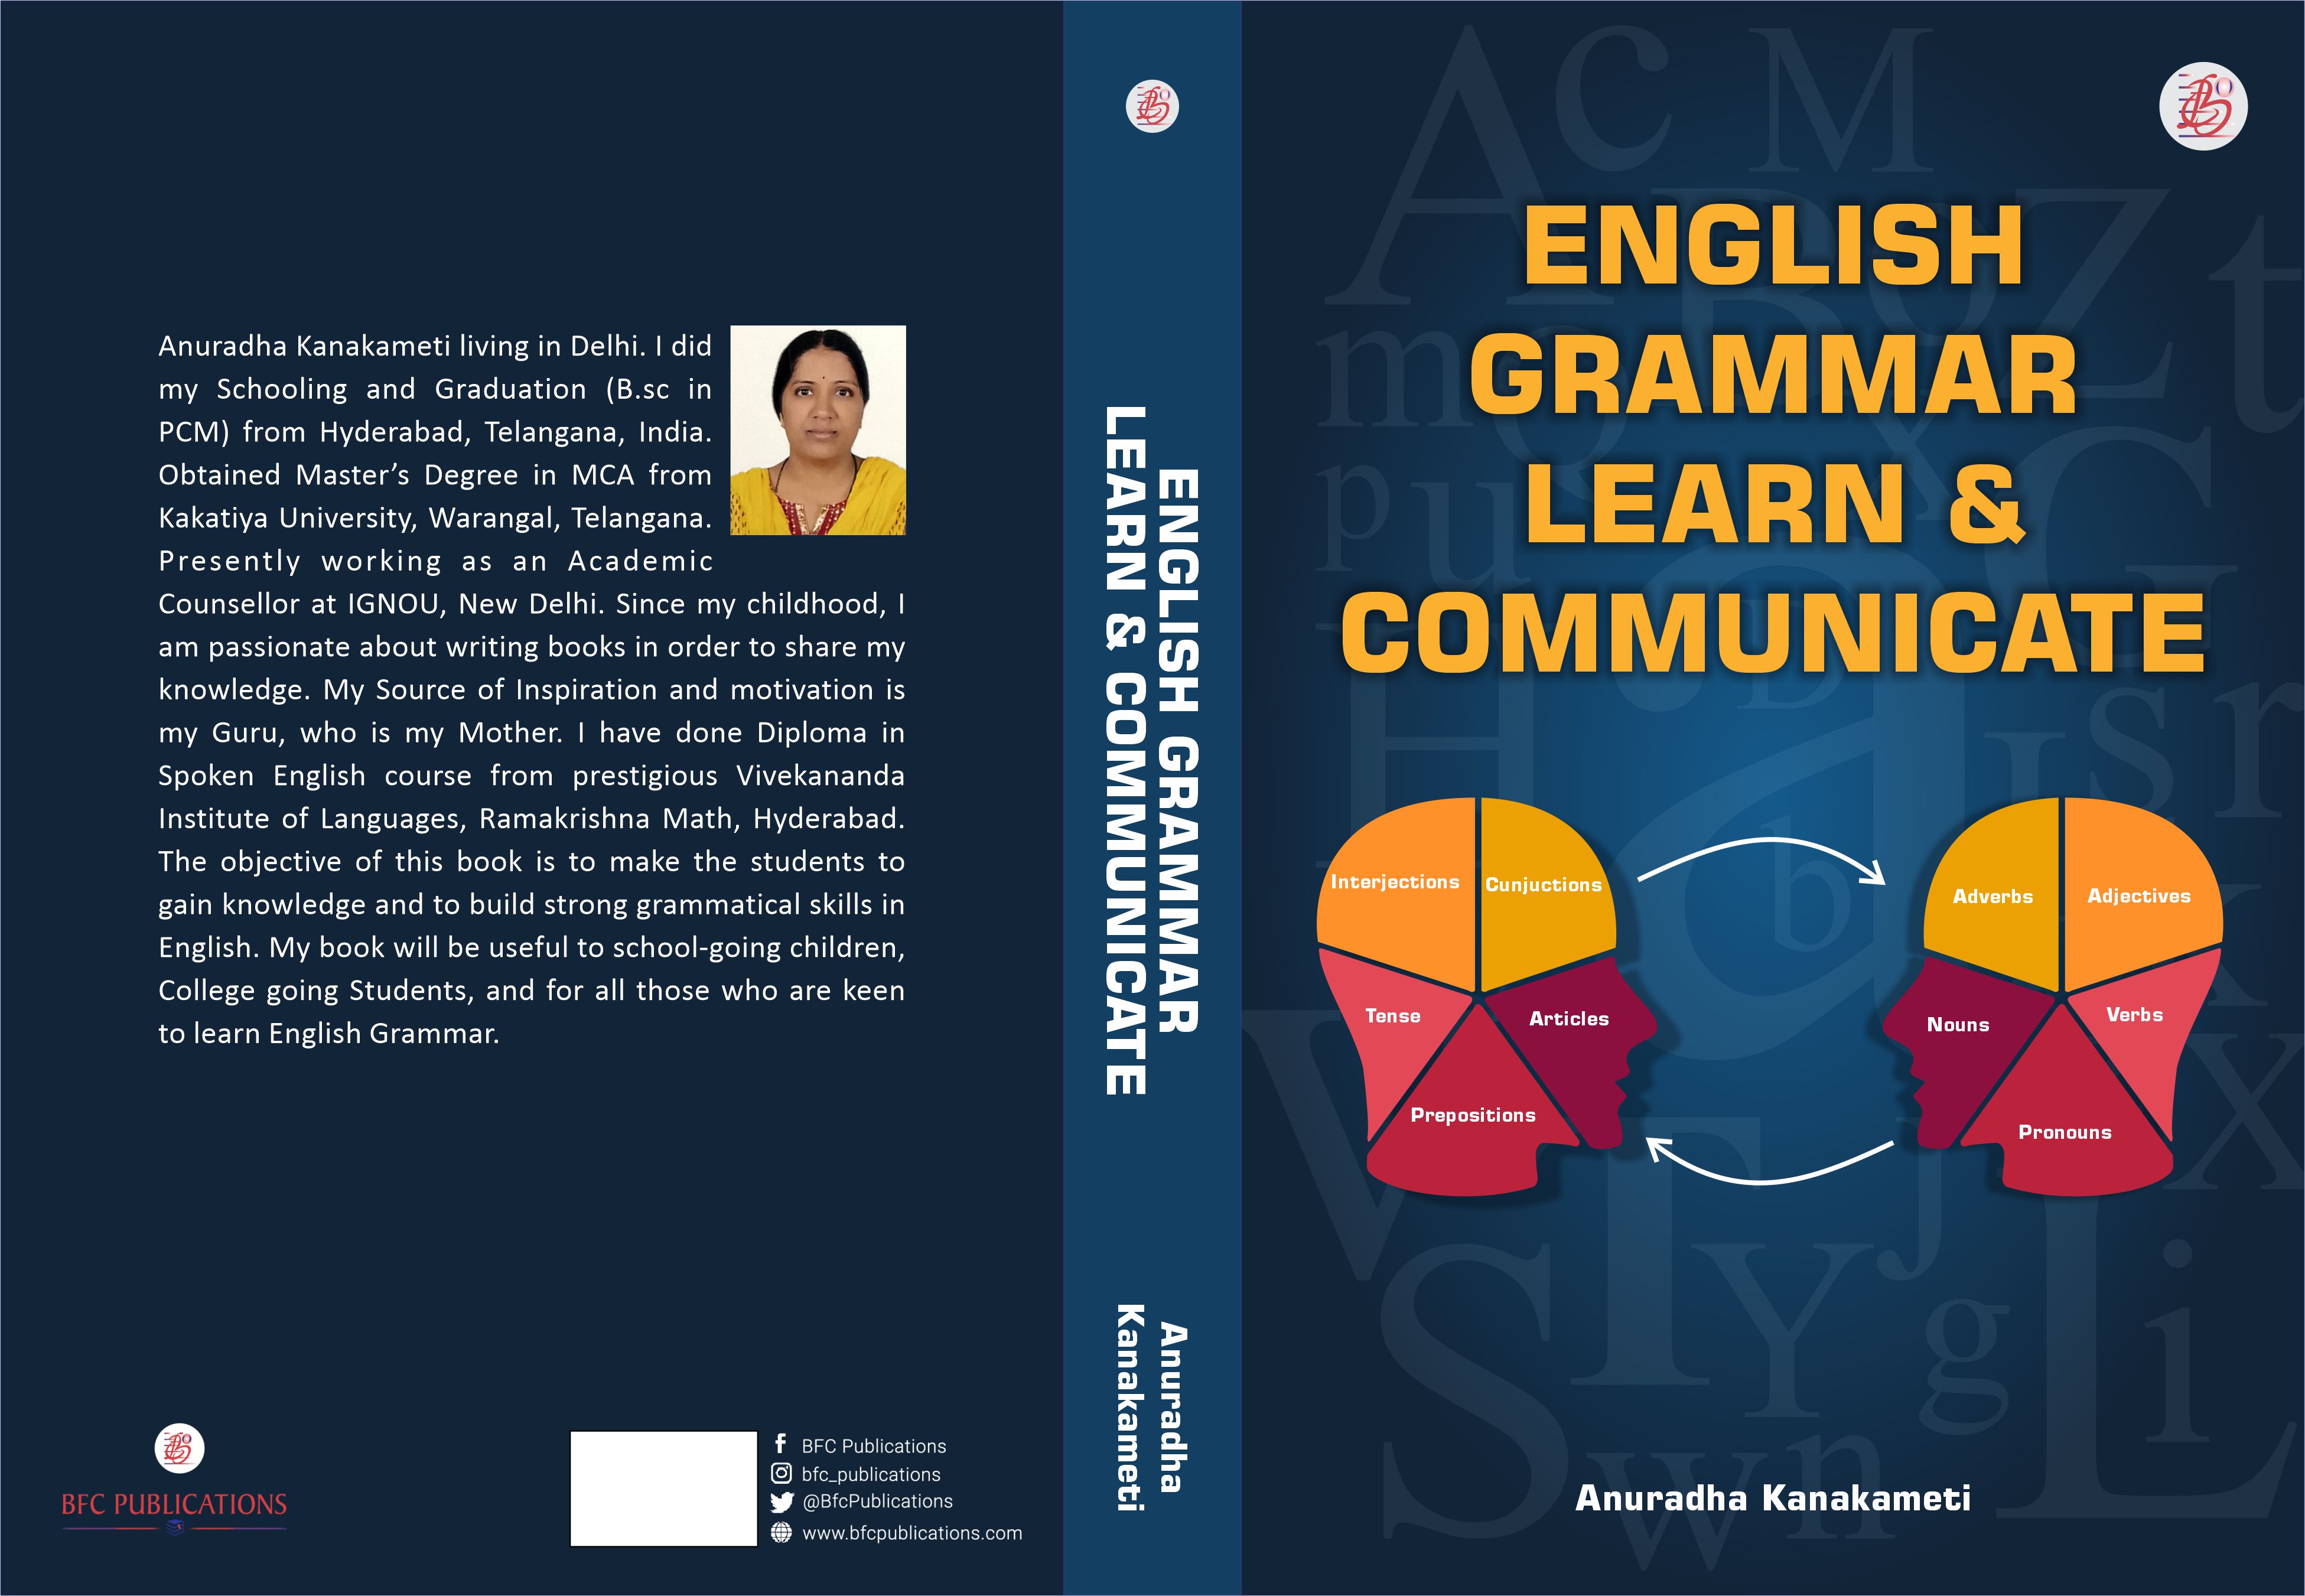 Anuradha Kanakameti living in Delhi. I did
my Schooling and Graduation (B.sc in
PCM) from Hyderabad, Telangana, India.
Obtained Master’s Degree in MCA from
Kakatiya University, Warangal, Telangana.
Presently working as an Academic
Counsellor at IGNOU, New Delhi. Since my childhood, I
am passionate about writing books in order to share my
knowledge. My Source of Inspiration and motivation is
my Guru, who is my Mother. I have done Diploma in
Spoken English course from prestigious Vivekananda
Institute of Languages, Ramakrishna Math, Hyderabad.
The objective of this book is to make the students to
gain knowledge and to build strong grammatical skills in
English. My book will be useful to school-going children,
College going Students, and for all those who are keen
to learn English Grammar.
BFC PUBLICATIONS
BFC Publications
bfc_publications
@BfcPublications
www.bfcpublications.com
ENGLISH GRAMMAR
LEARN & COMMUNICATE
Anuradha
Kanakameti
ENGLISH
GRAMMAR
LEARN &
COMMUNICATE
Interjections
Cunjuctions
Tense
Articles
Prepositions
Adverbs
Adjectives
Nouns
Verbs
Pronouns
Anuradha Kanakameti